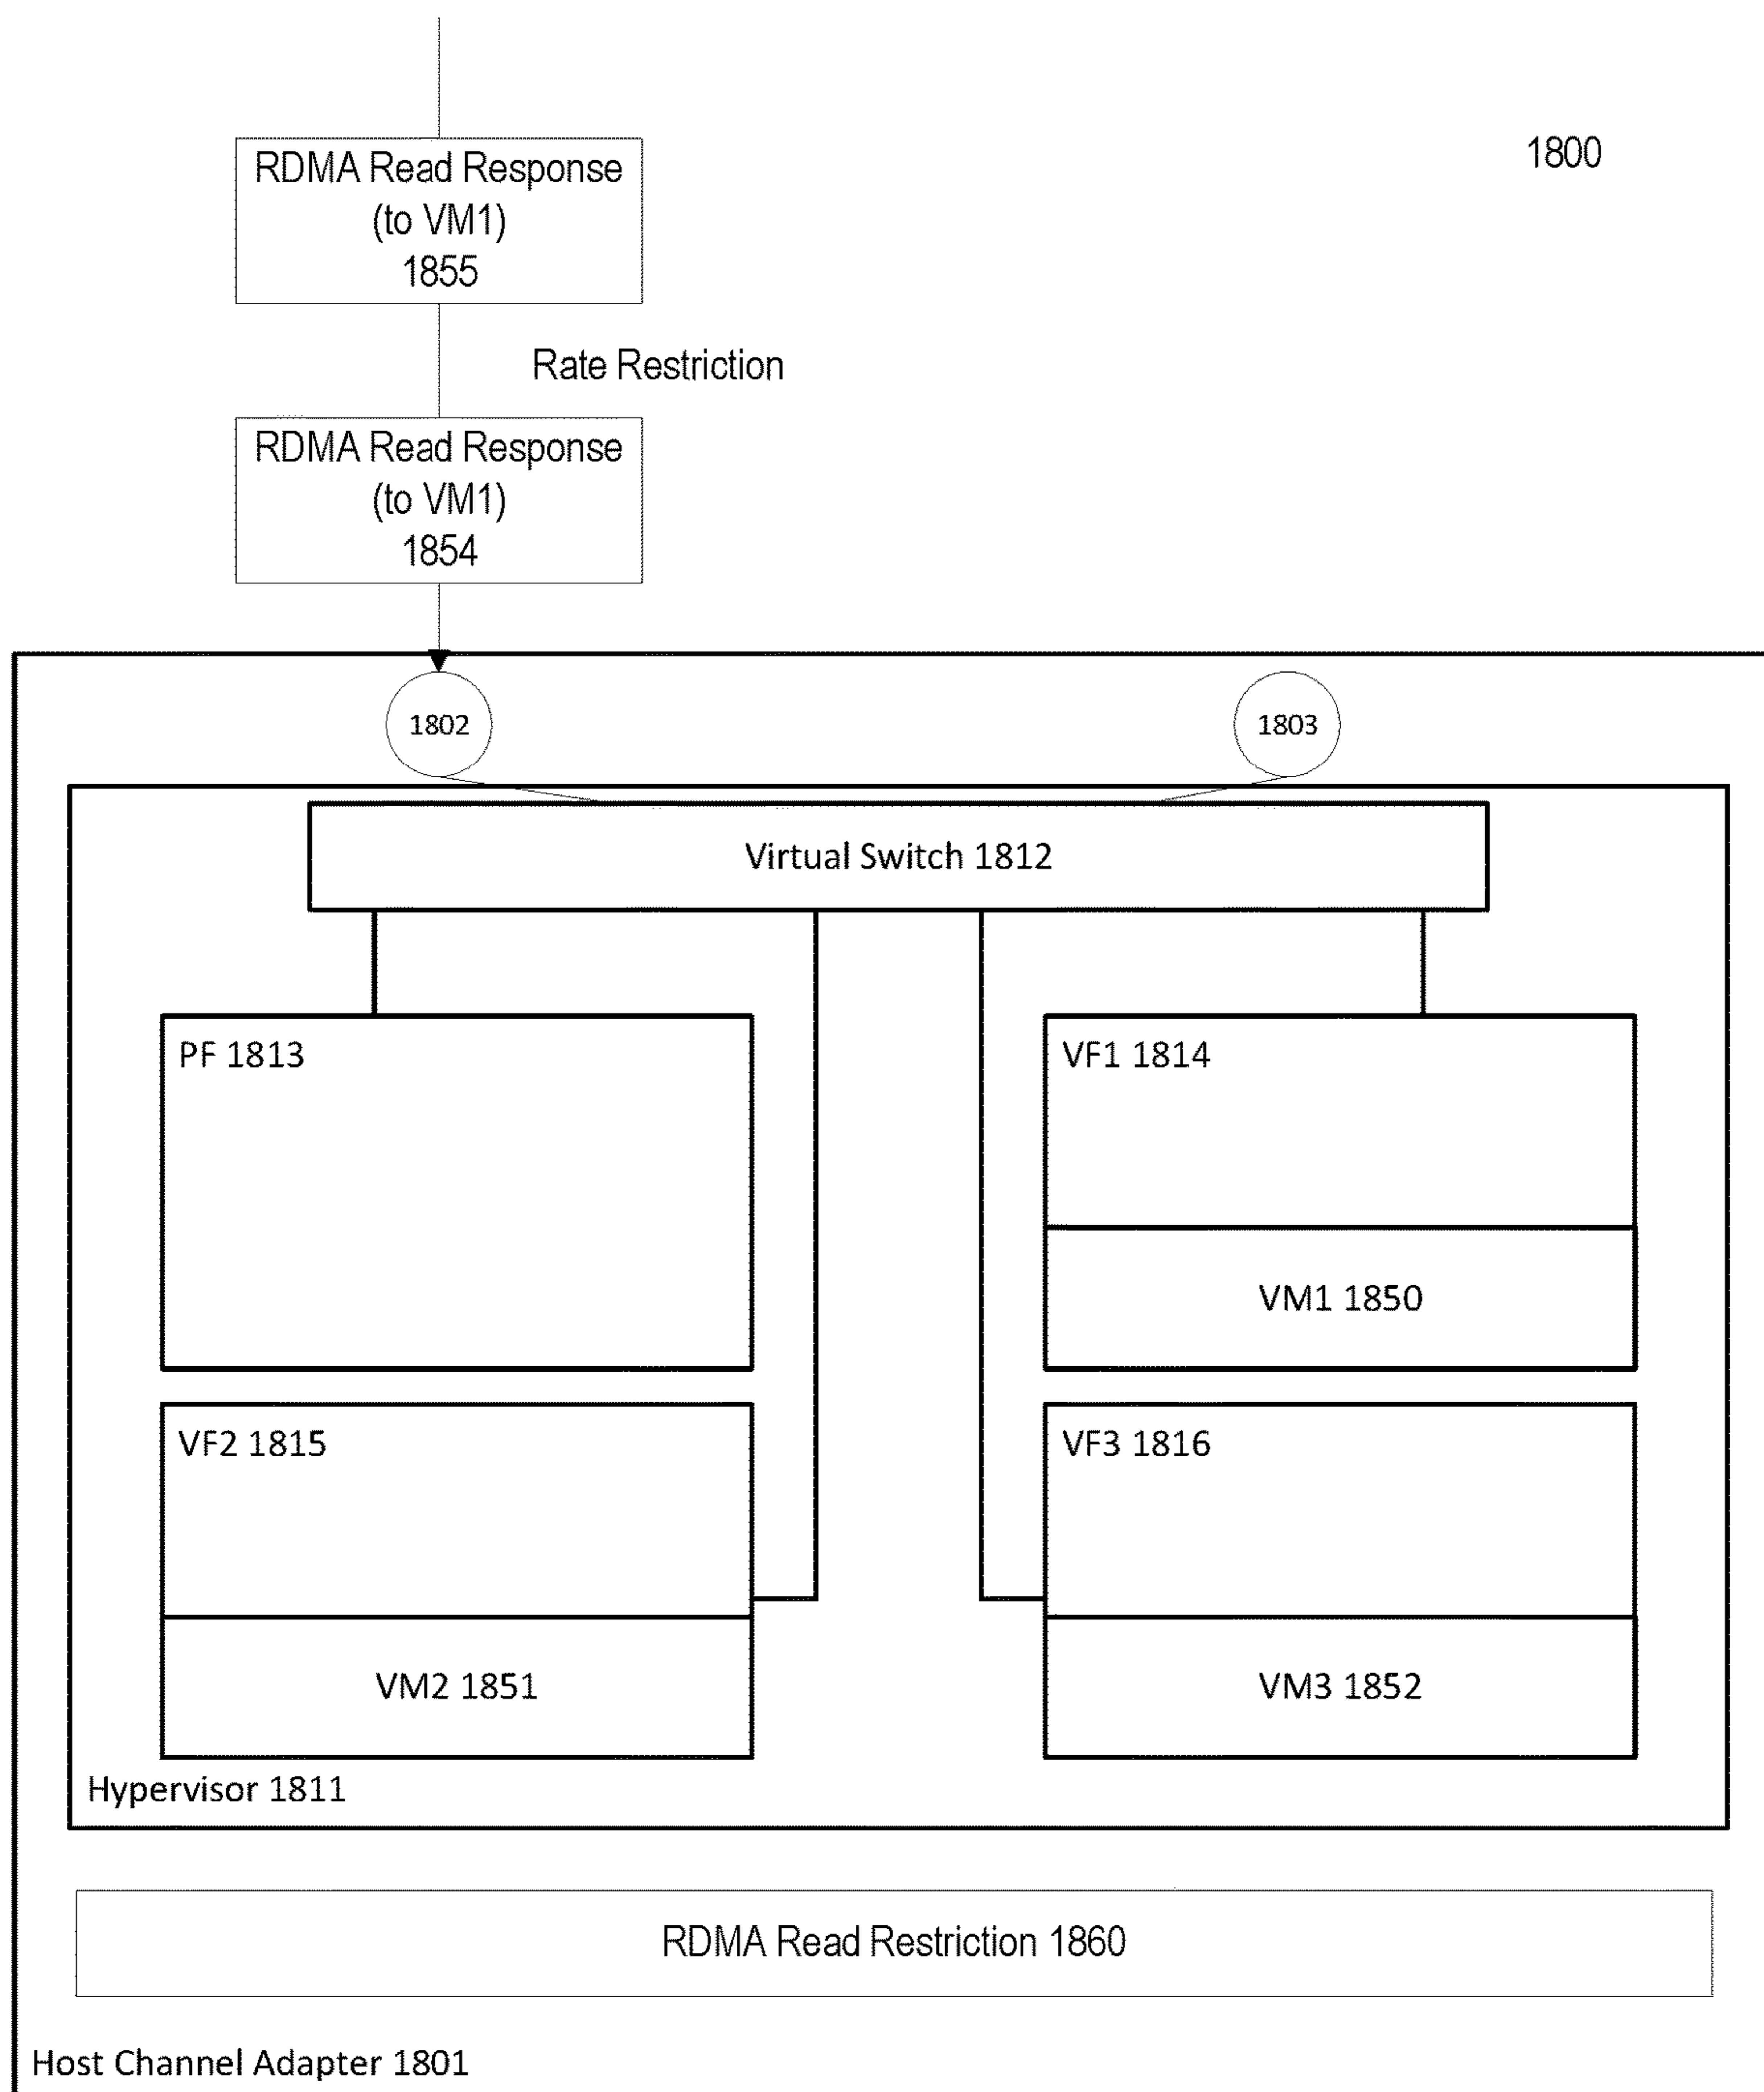 1800
RDMA Read Response
(to VM1)
1855
Rate Restriction
RDMA Read Response
(to VM1)
1854
1802
1803
Virtual Switch 1812
PF 1813
VF1 1814
VM1 1850
VF2 1815
VF3 1816
VM2 1851
VM3 1852
Hypervisor 1811
RDMA Read Restriction 1860
Host Channel Adapter 1801